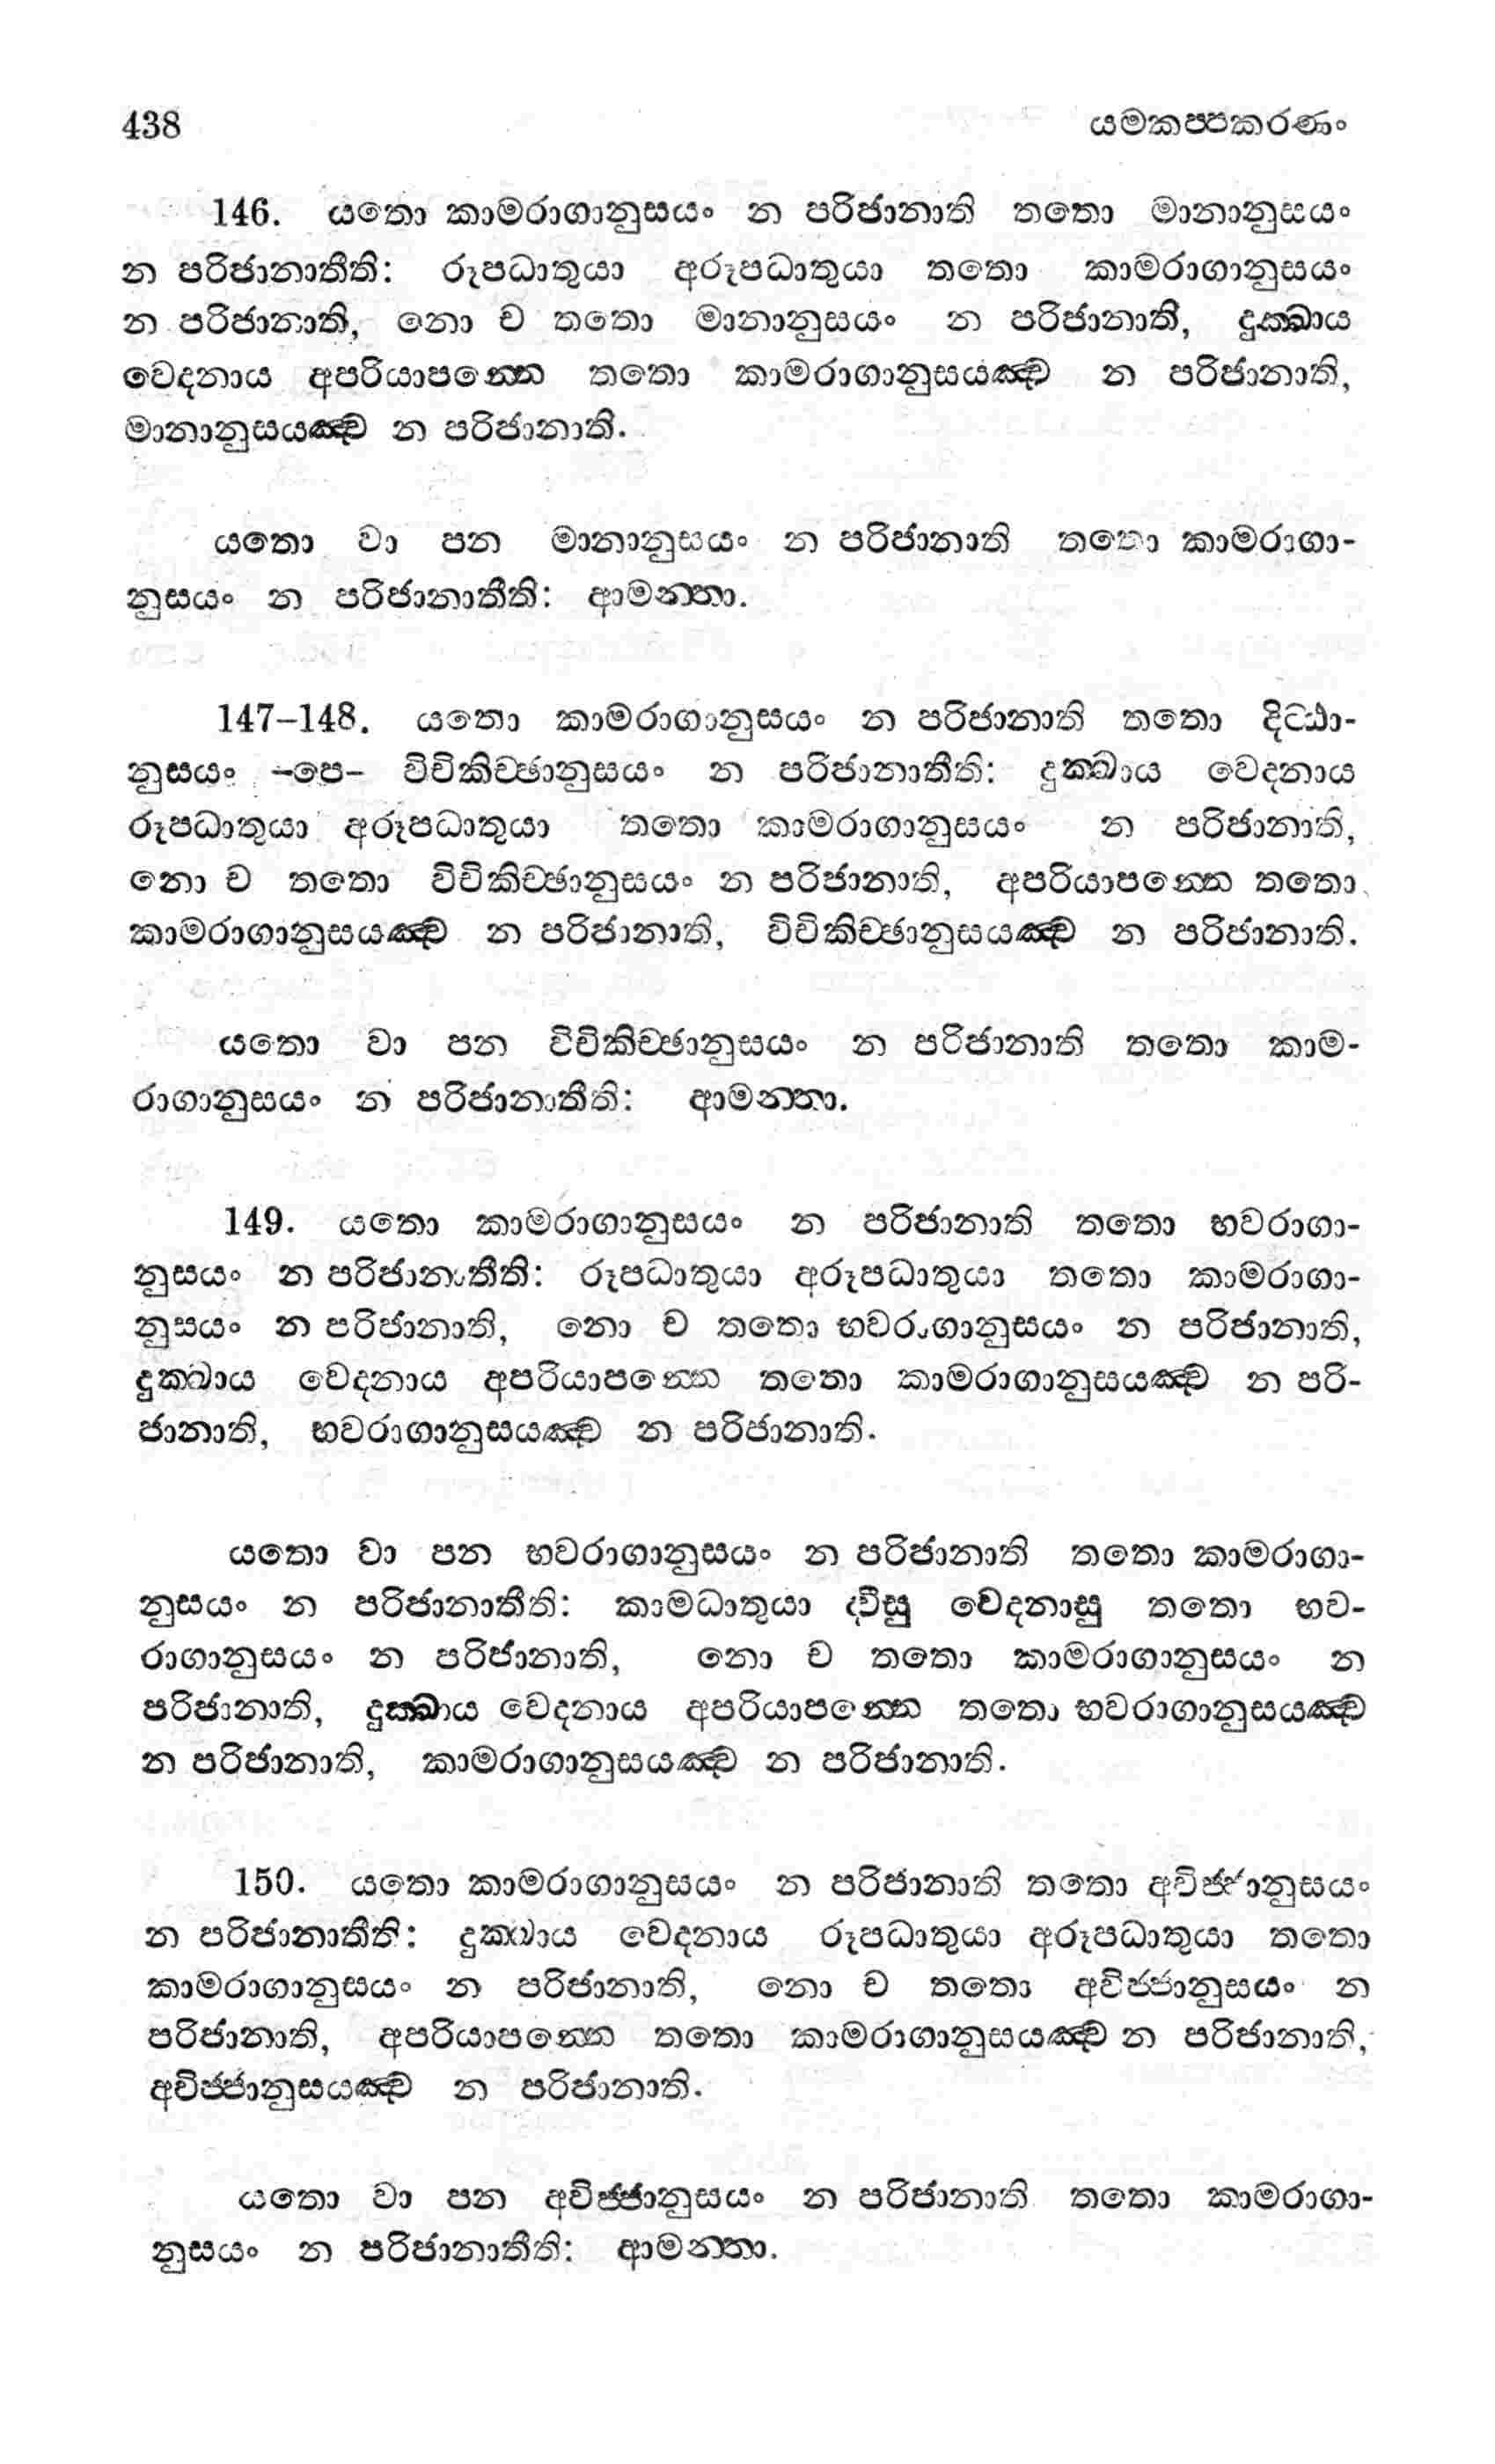 438 යමකප්පකරණං
146. යතො කාමරාගානුසයං න පරිජානාති තතො මානානුසයං
න පරිජානාතීති: රූපධාතුයා අරූපධාතුයා තතො කාමරාගානුසයං
න පරිජානාති, නො ච තතො මානානුසයං න පරිජානාති, දුක්ඛාය
වෙදනාය අපරියාපන්නෙ තතො කාමරාගානුසයඤ්ච න පරිජානාති,
මානානුසයඤ්ච න පරිජානාති.
යතො වා පන මානානුසයං න පරිජානාති තතො කාමරාගා-
නුසයං න පරිජානාතීති: ආමන්තා.
147–148. යතො කාමරාගානුසයං න පරිජානාති තතො දිට්ඨා-
නුසයං -පෙ- විචිකිච්ඡානුසයං න පරිජානාතීති: දුක්ඛාය වෙදනාය
රූපධාතුයා අරූපධාතුයා තතො කාමරාගානුසයං න පරිජානාති,
නො ච තතො විචිකිච්ඡානුසයං න පරිජානාති, අපරියාපන්නෙ තතො
කාමරාගානුසයඤ්ච න පරිජානාති, විචිකිච්ඡානුසයඤ්ච න පරිජානාති.
යතො වා පන විචිකිච්ඡානුසයං න පරිජානාති තතො කාම-
රාගානුසයං න පරිජානාතීති: ආමන්තා.
149. යතො කාමරාගානුසයං න පරිජානාති තතො භවරාගා-
නුසයං න පරිජානාතීති: රූපධාතුයා අරූපධාතුයා තතො කාමරාගා-
නුසයං න පරිජානාති, නො ච තතො භවරාගානුසයං න පරිජානාති,
දුක්ඛාය වෙදනාය අපරියාපන්නෙ තතො කාමරාගානුසයඤ්ච න පරි-
ජානාති, භවරාගානුසයඤ්ච න පරිජානාති.
යතො වා පන භවරාගානුසයං න පරිජානාති තතො කාමරාගා-
නුසයං න පරිජානාතීති: කාමධාතුයා ද්වීසු වෙදනාසු තතො භව-
රාගානුසයං න පරිජානාති, නො ච තතො කාමරාගානුසයං න
පරිජානාති, දුක්ඛාය වෙදනාය අපරියාපන්නෙ තතො භවරාගානුසයඤ්ච
න පරිජානාති, කාමරාගානුසයඤ්ච න පරිජානාති.
150. යතො කාමරාගානුසයං න පරිජානාති තතො අවිජ්ජානුසයං
න පරිජානාතීති: දුක්ඛාය වෙදනාය රූපධාතුයා අරූපධාතුයා තතො
කාමරාගානුසයං න පරිජානාති, නො ච තතො අවිජ්ජානුසයං න
පරිජානාති, අපරියාපන්නෙ තතො කාමරාගානුසයඤ්ච න පරිජානාති,
අවිජ්ජානුසයඤ්ච න පරිජානාති.
යතො වා පන අවිජ්ජානුසයං න පරිජානාති තතො කාමරාගා-
නුසයං න පරිජානාතීති: ආමන්තා.